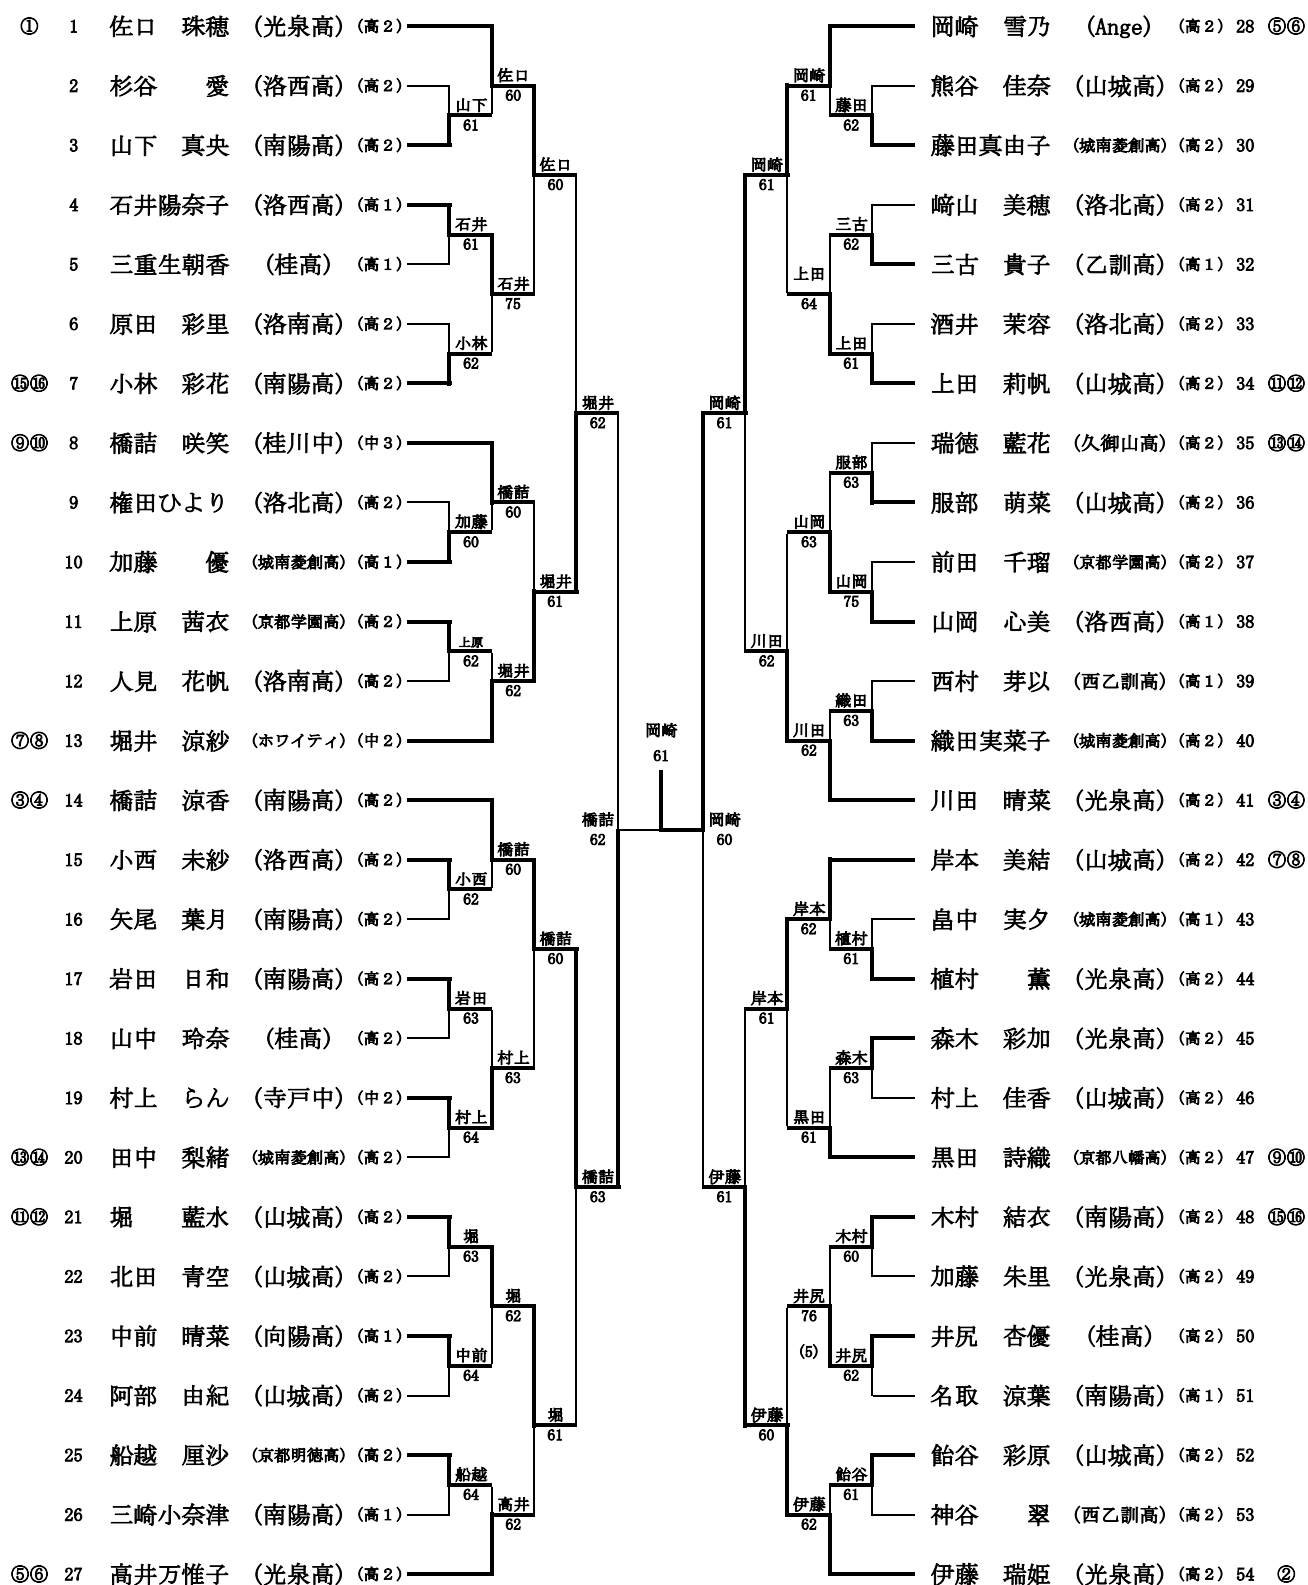 ① 1 佐口 珠穂 (光泉高) (高2)
2 杉谷 愛 (洛西高) (高2)
3 山下 真央 (南陽高) (高2)
4 石井陽奈子 (洛西高) (高1)
5 三重生朝香 (桂高) (高1)
6 原田 彩里 (洛南高) (高2)
⑮⑯ 7 小林 彩花 (南陽高) (高2)
⑨⑩ 8 橋詰 咲笑 (桂川中) (中3)
9 権田ひより (洛北高) (高2)
10 加藤 優 (城南菱創高) (高1)
11 上原 茜衣 (京都学園高) (高2)
12 人見 花帆 (洛南高) (高2)
⑦⑧ 13 堀井 涼紗 (ホワイティ) (中2)
③④ 14 橋詰 涼香 (南陽高) (高2)
15 小西 未紗 (洛西高) (高2)
16 矢尾 葉月 (南陽高) (高2)
17 岩田 日和 (南陽高) (高2)
18 山中 玲奈 (桂高) (高2)
19 村上 らん (寺戸中) (中2)
⑬⑭ 20 田中 梨緒 (城南菱創高) (高2)
⑪⑫ 21 堀 藍水 (山城高) (高2)
22 北田 青空 (山城高) (高2)
23 中前 晴菜 (向陽高) (高1)
24 阿部 由紀 (山城高) (高2)
25 船越 厘沙 (京都明徳高) (高2)
26 三崎小奈津 (南陽高) (高1)
⑤⑥ 27 高井万惟子 (光泉高) (高2)
山下
61
石井
61
小林
62
加藤
60
上原
62
小西
62
岩田
63
村上
64
堀
63
中前
64
船越
64
佐口
60
石井
75
橋詰
60
堀井
62
橋詰
60
村上
63
堀
62
高井
62
佐口
60
堀井
61
橋詰
60
堀
61
堀井
62
橋詰
63
橋詰
62
岡崎
61
岡崎
60
岡崎
61
伊藤
61
岡崎
61
川田
62
岸本
61
伊藤
60
岡崎
61
上田
64
山岡
63
川田
62
岸本
62
黒田
61
井尻
76
(5)
伊藤
62
藤田
62
三古
62
上田
61
服部
63
山岡
75
織田
63
植村
61
森木
63
木村
60
井尻
62
飴谷
61
岡崎 雪乃 (Ange) (高2) 28 ⑤⑥
熊谷 佳奈 (山城高) (高2) 29
藤田真由子 (城南菱創高) (高2) 30
﨑山 美穂 (洛北高) (高2) 31
三古 貴子 (乙訓高) (高1) 32
酒井 茉容 (洛北高) (高2) 33
上田 莉帆 (山城高) (高2) 34 ⑪⑫
瑞徳 藍花 (久御山高) (高2) 35 ⑬⑭
服部 萌菜 (山城高) (高2) 36
前田 千瑠 (京都学園高) (高2) 37
山岡 心美 (洛西高) (高1) 38
西村 芽以 (西乙訓高) (高1) 39
織田実菜子 (城南菱創高) (高2) 40
川田 晴菜 (光泉高) (高2) 41 ③④
岸本 美結 (山城高) (高2) 42 ⑦⑧
畠中 実夕 (城南菱創高) (高1) 43
植村 薫 (光泉高) (高2) 44
森木 彩加 (光泉高) (高2) 45
村上 佳香 (山城高) (高2) 46
黒田 詩織 (京都八幡高) (高2) 47 ⑨⑩
木村 結衣 (南陽高) (高2) 48 ⑮⑯
加藤 朱里 (光泉高) (高2) 49
井尻 杏優 (桂高) (高2) 50
名取 涼葉 (南陽高) (高1) 51
飴谷 彩原 (山城高) (高2) 52
神谷 翠 (西乙訓高) (高2) 53
伊藤 瑞姫 (光泉高) (高2) 54 ②